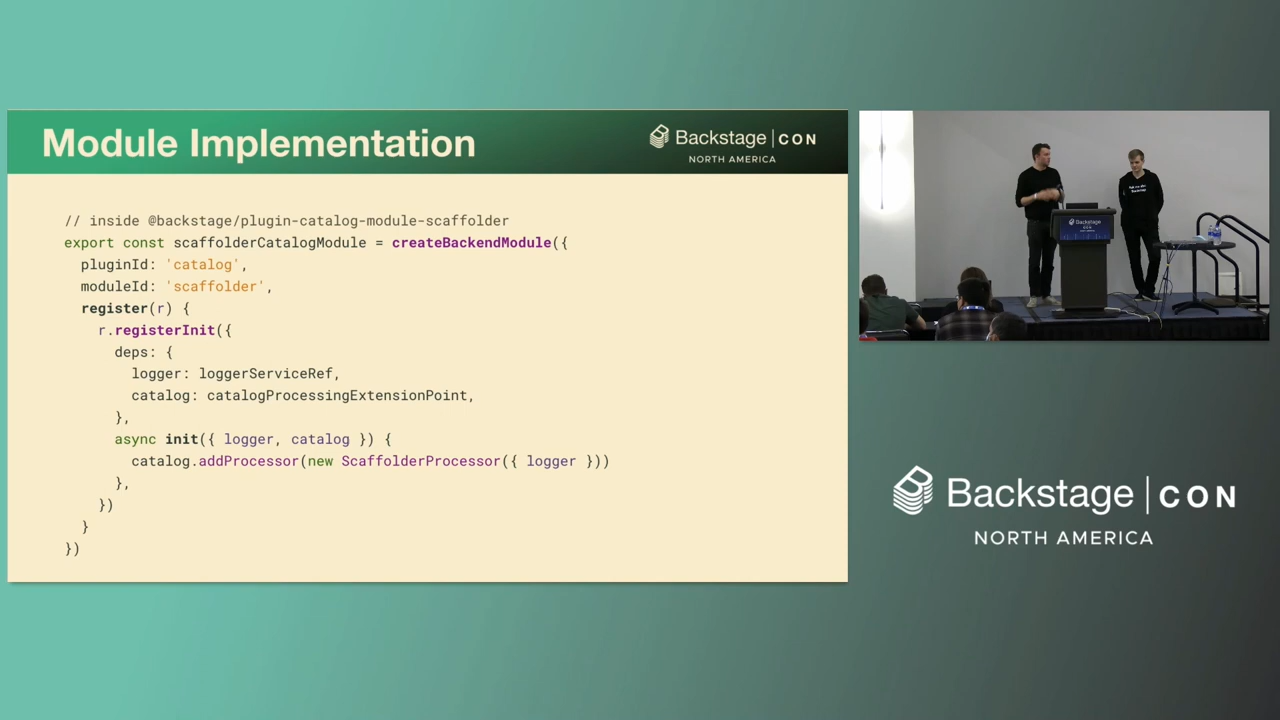 Module Implementation
Backstage | CON
NORTH AMERICA
// inside @backstage/plugin-catalog-module-scaffolder
export const scaffolderCatalogModule = createBackendModule({
pluginId: 'catalog',
moduleId: 'scaffolder',
register(r) {
r.registerInit({
deps: {
logger: loggerServiceRef,
catalog: catalogProcessingExtensionPoint,
},
async init({ logger, catalog }) {
catalog.addProcessor(new ScaffolderProcessor({ logger }))
},
})
}
})
Backstage
CON
Backstage | CON
NORTH AMERICA